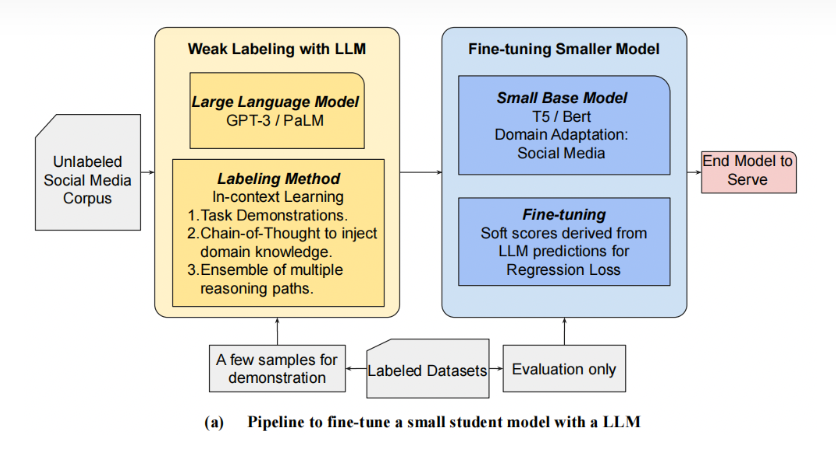 Weak Labeling with LLM
Large Language Model
GPT-3 / PaLM
Labeling Method
In-context Learning
1.Task Demonstrations.
2.Chain-of-Thought to inject
domain knowledge.
3.Ensemble of multiple
reasoning paths.
Fine-tuning Smaller Model
Small Base Model
T5 / Bert
Domain Adaptation:
Social Media
Fine-tuning
Soft scores derived from
LLM predictions for
Regression Loss
Unlabeled
Social Media
Corpus
End Model to
Serve
A few samples for
demonstration
Labeled Datasets
Evaluation only
(a) Pipeline to fine-tune a small student model with a LLM